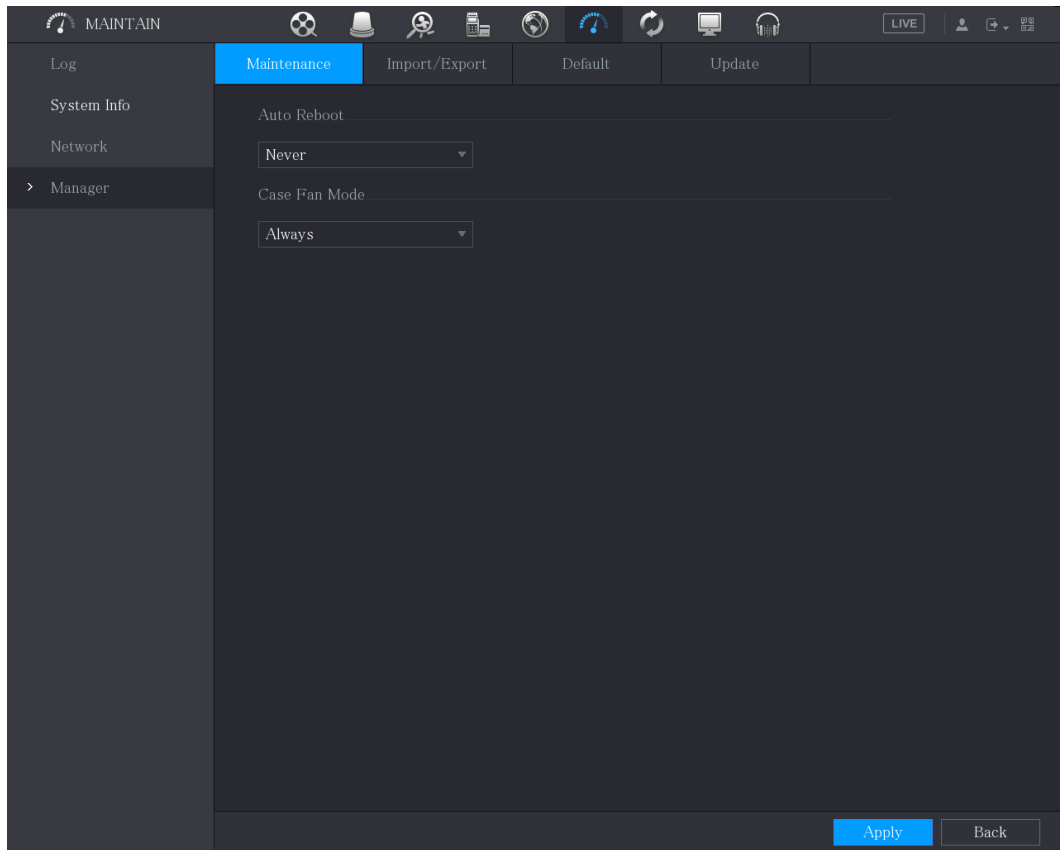 MAINTAIN
LIVE
Log
System Info
Network
Manager
Maintenance Import/Export Default Update
Auto Reboot
Never
Case Fan Mode
Always
Apply Back